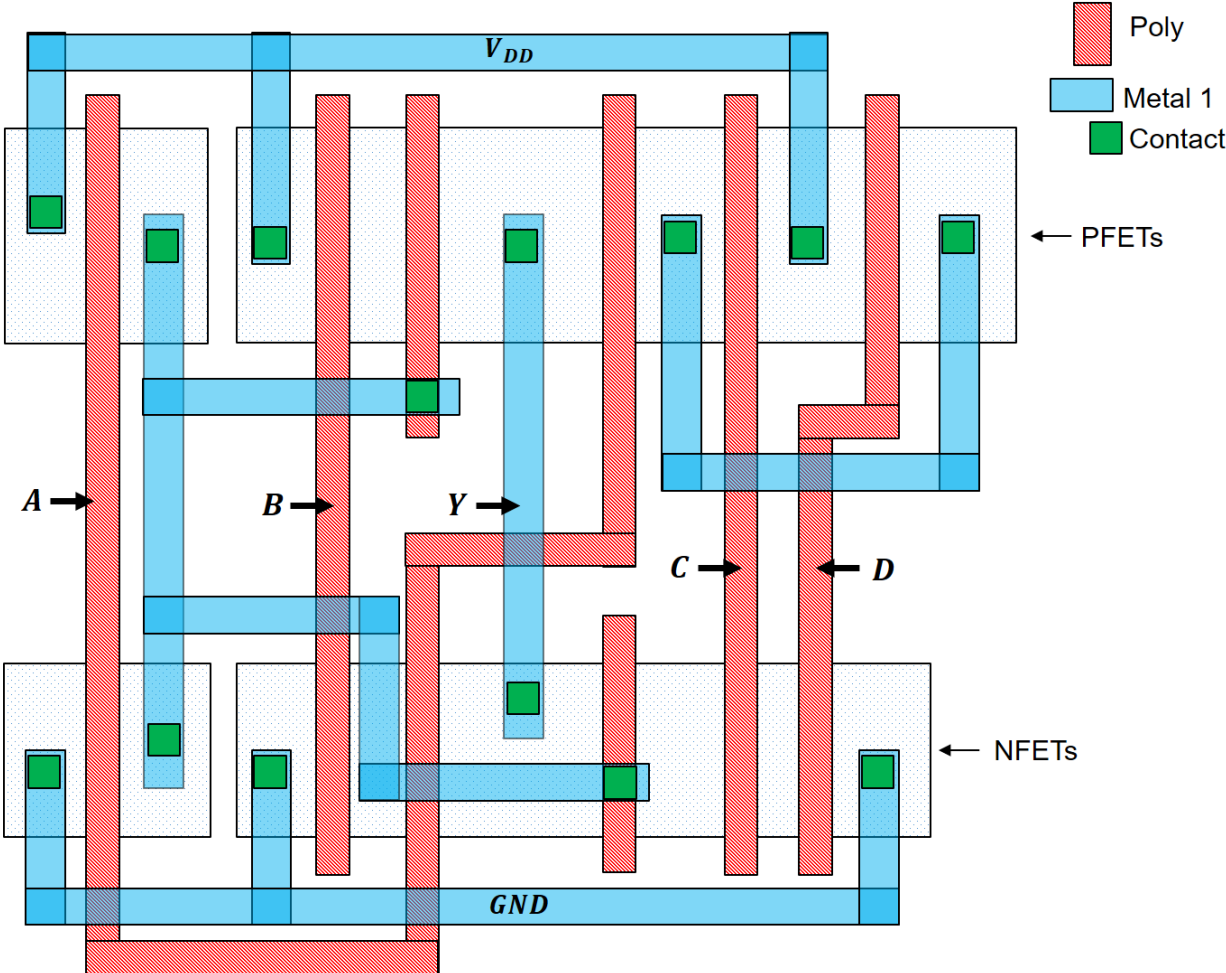 Poly
V_DD
Metal 1
Contact
PFETs
A
B
Y
C
D
NFETs
GND